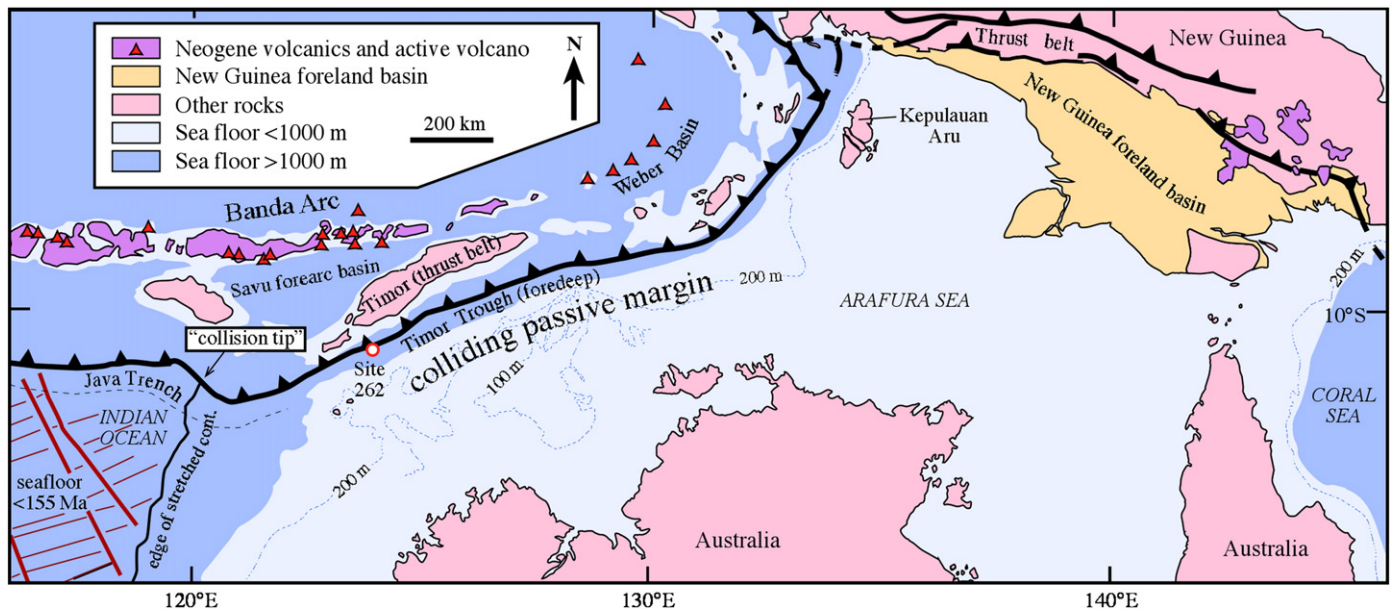 Neogene volcanics and active volcano
New Guinea foreland basin
Other rocks
Sea floor <1000 m
Sea floor >1000 m
N
200 km
Thrust belt
New Guinea
New Guinea foreland basin
Kepulauan
Aru
Weber Basin
Banda Arc
Savu forearc basin
Timor (thrust belt)
Timor Trough (foredeep)
colliding passive margin
200 m
ARAFURA SEA
200 m
10°S
"collision tip"
Site
262
100 m
Java Trench
INDIAN
OCEAN
CORAL
SEA
seafloor
<155 Ma
edge of stretched cont.
200 m
Australia
Australia
120°E
130°E
140°E